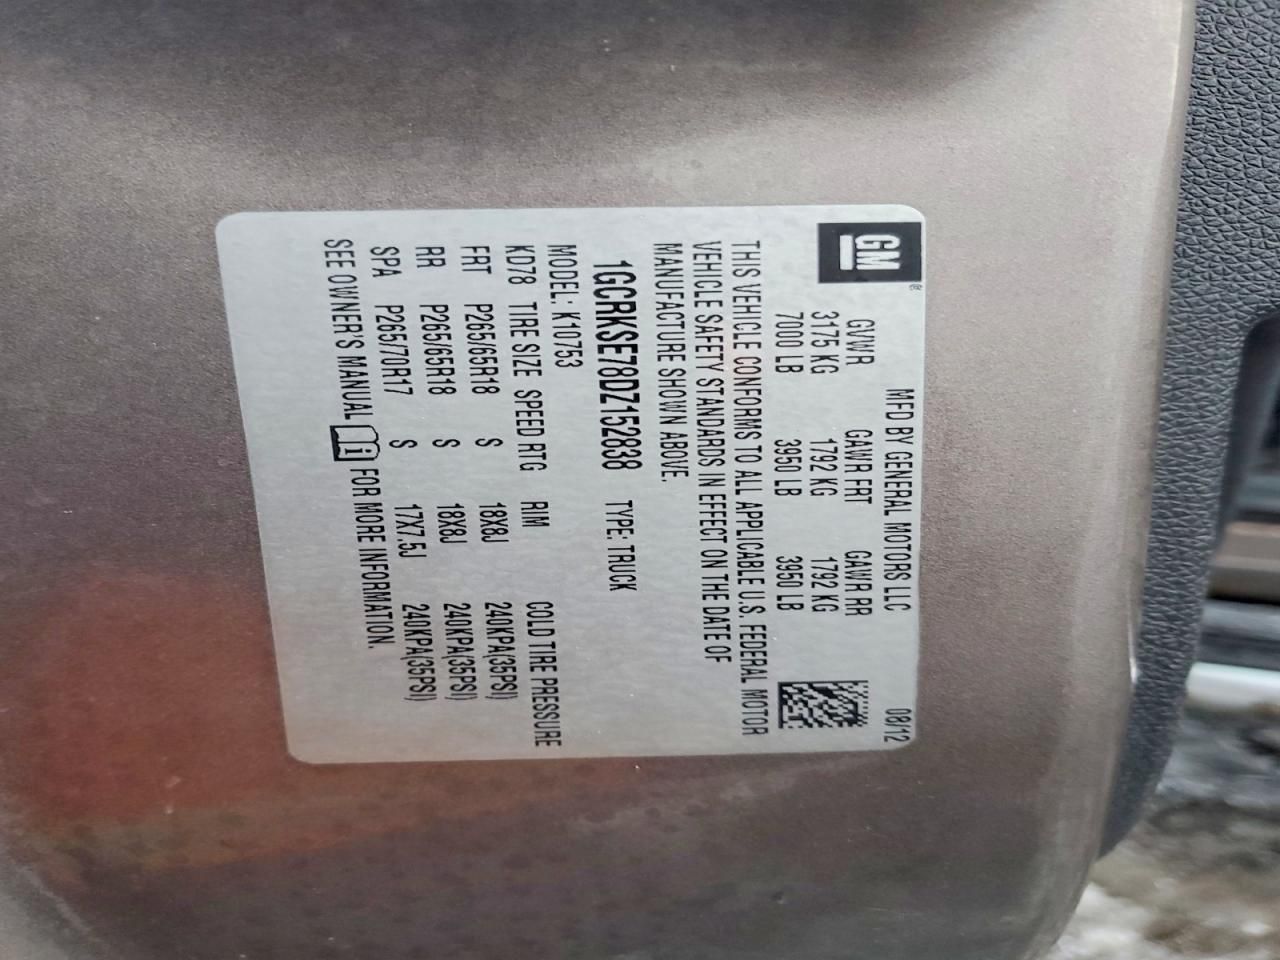 GM
MFD BY GENERAL MOTORS LLC 08/12
GVWR GAWR FRT GAWR RR
3175 KG 1792 KG 1792 KG
7000 LB 3950 LB 3950 LB
THIS VEHICLE CONFORMS TO ALL APPLICABLE U.S. FEDERAL MOTOR
VEHICLE SAFETY STANDARDS IN EFFECT ON THE DATE OF
MANUFACTURE SHOWN ABOVE.
1GCRKSE78DZ152838 TYPE: TRUCK
MODEL: K10753
KD78 TIRE SIZE SPEED RTG RIM COLD TIRE PRESSURE
FRT P265/65R18 S 18X8J 240KPA(35PSI)
RR P265/65R18 S 18X8J 240KPA(35PSI)
SPA P265/70R17 S 17X7.5J 240KPA(35PSI)
SEE OWNER'S MANUAL FOR MORE INFORMATION.